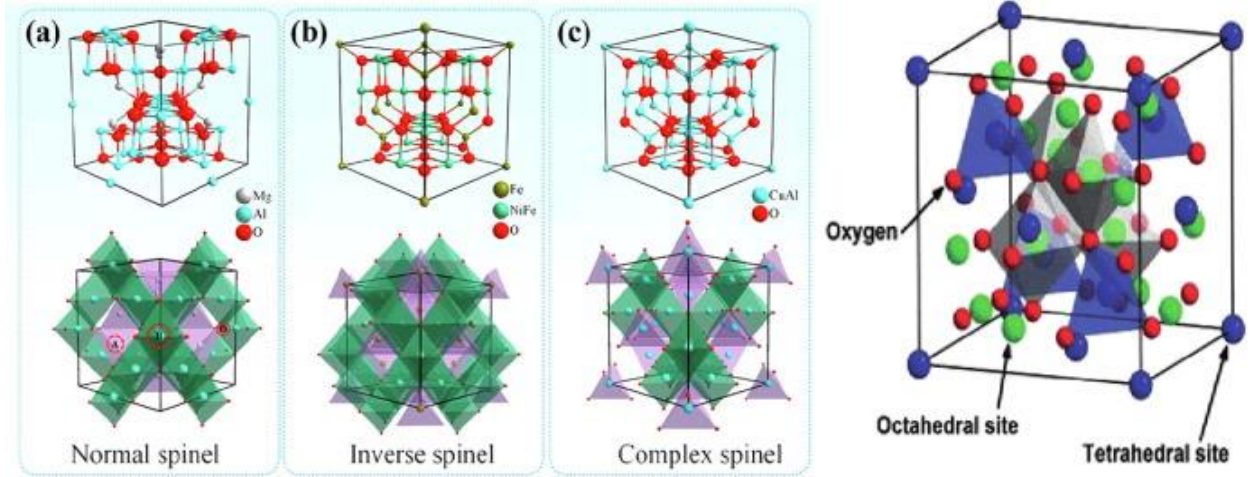 (a)
(b)
(c)
Mg
Al
O
Fe
NiFe
O
CuAl
O
A
B
O
Normal spinel
Inverse spinel
Complex spinel
Oxygen
Octahedral site
Tetrahedral site